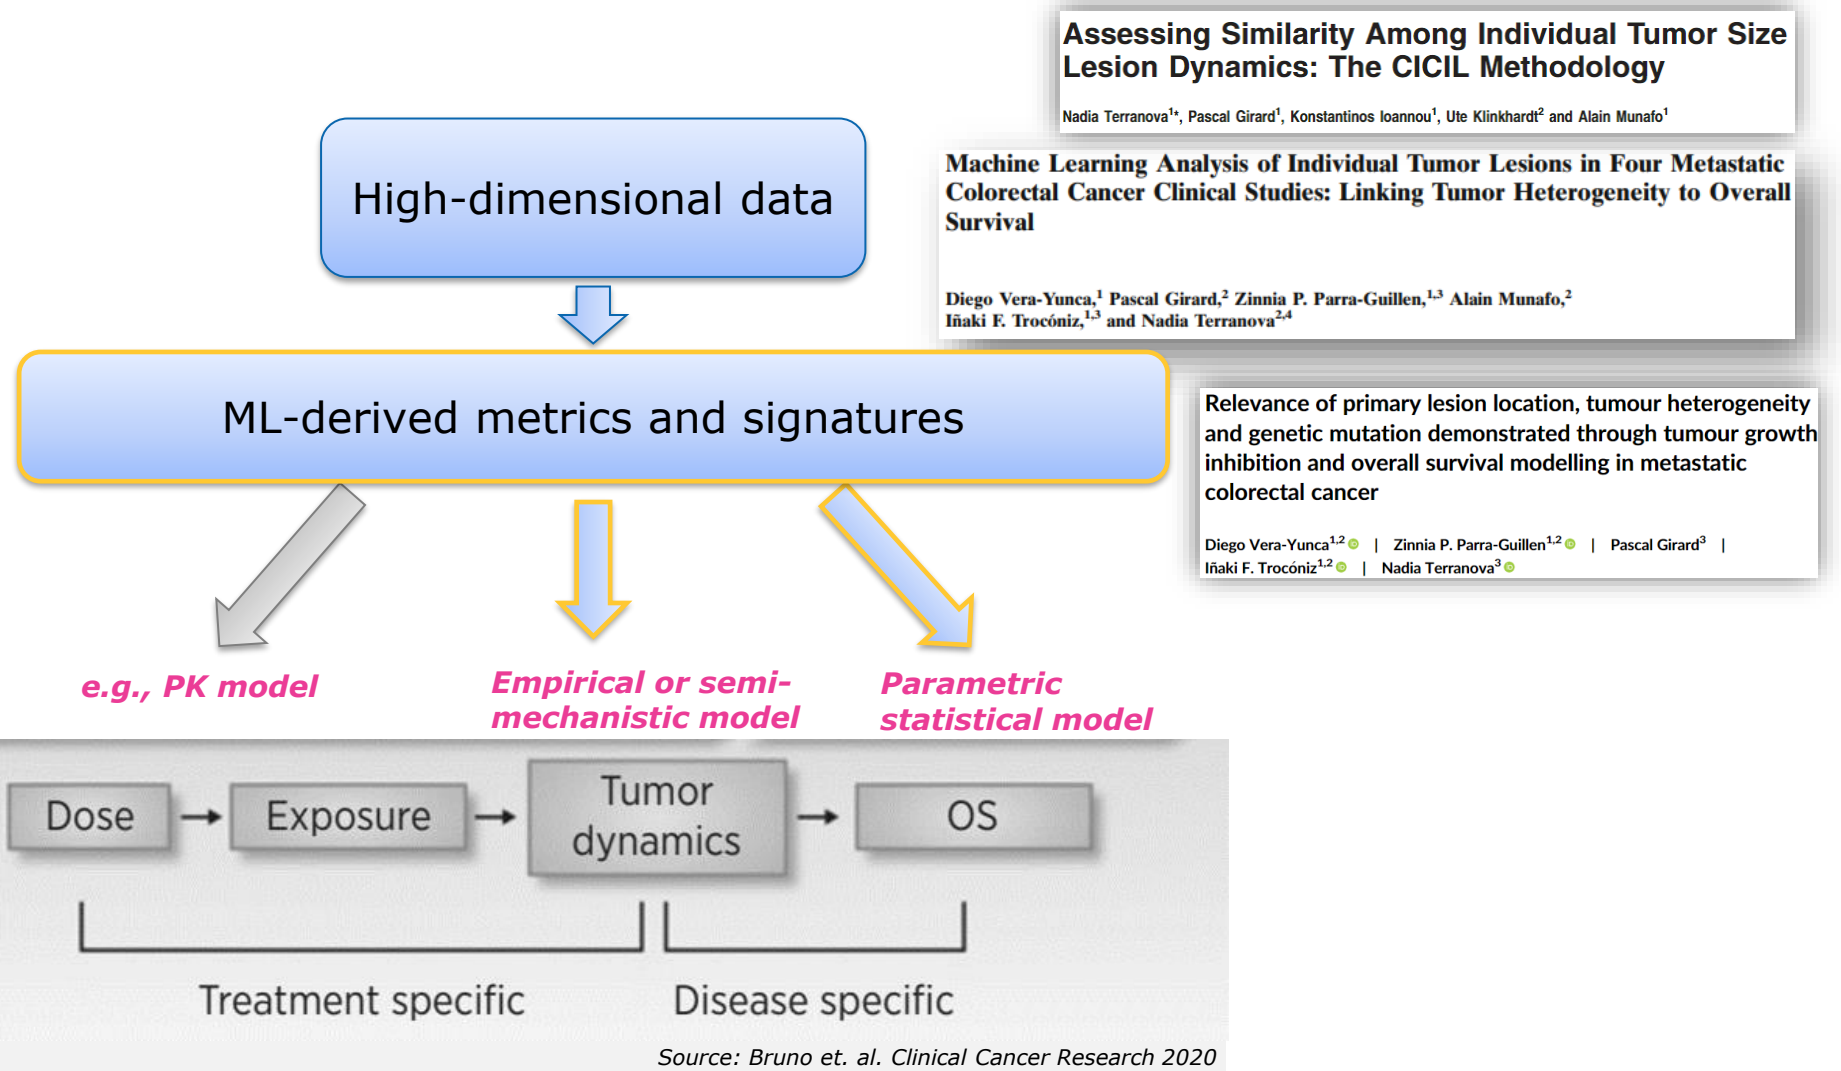 Assessing Similarity Among Individual Tumor Size
Lesion Dynamics: The CICIL Methodology
Nadia Terranova¹*, Pascal Girard¹, Konstantinos Ioannou¹, Ute Klinkhardt² and Alain Munafo¹
Machine Learning Analysis of Individual Tumor Lesions in Four Metastatic
Colorectal Cancer Clinical Studies: Linking Tumor Heterogeneity to Overall
Survival
Diego Vera-Yunca,¹ Pascal Girard,² Zinnia P. Parra-Guillen,¹,³ Alain Munafo,²
Iñaki F. Trocóniz,¹,³ and Nadia Terranova²,⁴
Relevance of primary lesion location, tumour heterogeneity
and genetic mutation demonstrated through tumour growth
inhibition and overall survival modelling in metastatic
colorectal cancer
Diego Vera-Yunca¹,² | Zinnia P. Parra-Guillen¹,² | Pascal Girard³ |
Iñaki F. Trocóniz¹,² | Nadia Terranova³
High-dimensional data
ML-derived metrics and signatures
e.g., PK model
Empirical or semi-
mechanistic model
Parametric
statistical model
Dose
Exposure
Tumor
dynamics
OS
Treatment specific
Disease specific
Source: Bruno et. al. Clinical Cancer Research 2020